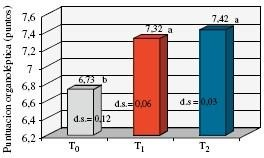 Puntuacion organoléptica (puntos)
7,6
7,4
7,2
7
6,8
6,6
6,4
6,2
6,73 b
7,32 a
7,42 a
d.s.= 0,12
d.s.= 0,06
d.s.= 0,03
T0
T1
T2